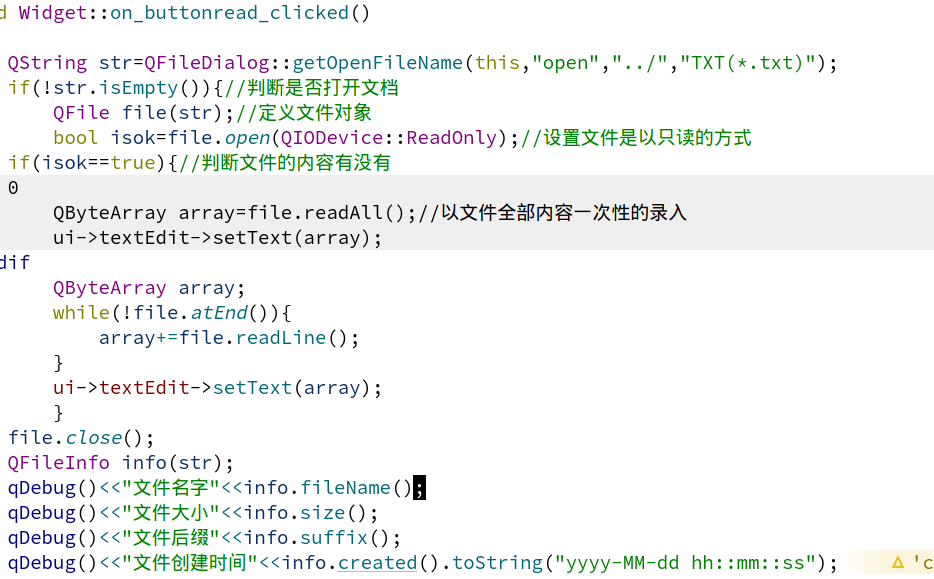 d Widget::on_buttonread_clicked()
QString str=QFileDialog::getOpenFileName(this,"open","../","TXT(*.txt)");
if(!str.isEmpty()){//判断是否打开文档
QFile file(str);//定义文件对象
bool isok=file.open(QIODevice::ReadOnly);//设置文件是以只读的方式
if(isok==true){//判断文件的内容有没有
0
QByteArray array=file.readAll();//以文件全部内容一次性的录入
ui->textEdit->setText(array);
dif
QByteArray array;
while(!file.atEnd()){
array+=file.readLine();
}
ui->textEdit->setText(array);
}
file.close();
QFileInfo info(str);
qDebug()<<"文件名字"<<info.fileName();
qDebug()<<"文件大小"<<info.size();
qDebug()<<"文件后缀"<<info.suffix();
qDebug()<<"文件创建时间"<<info.created().toString("yyyy-MM-dd hh::mm::ss"); 'c